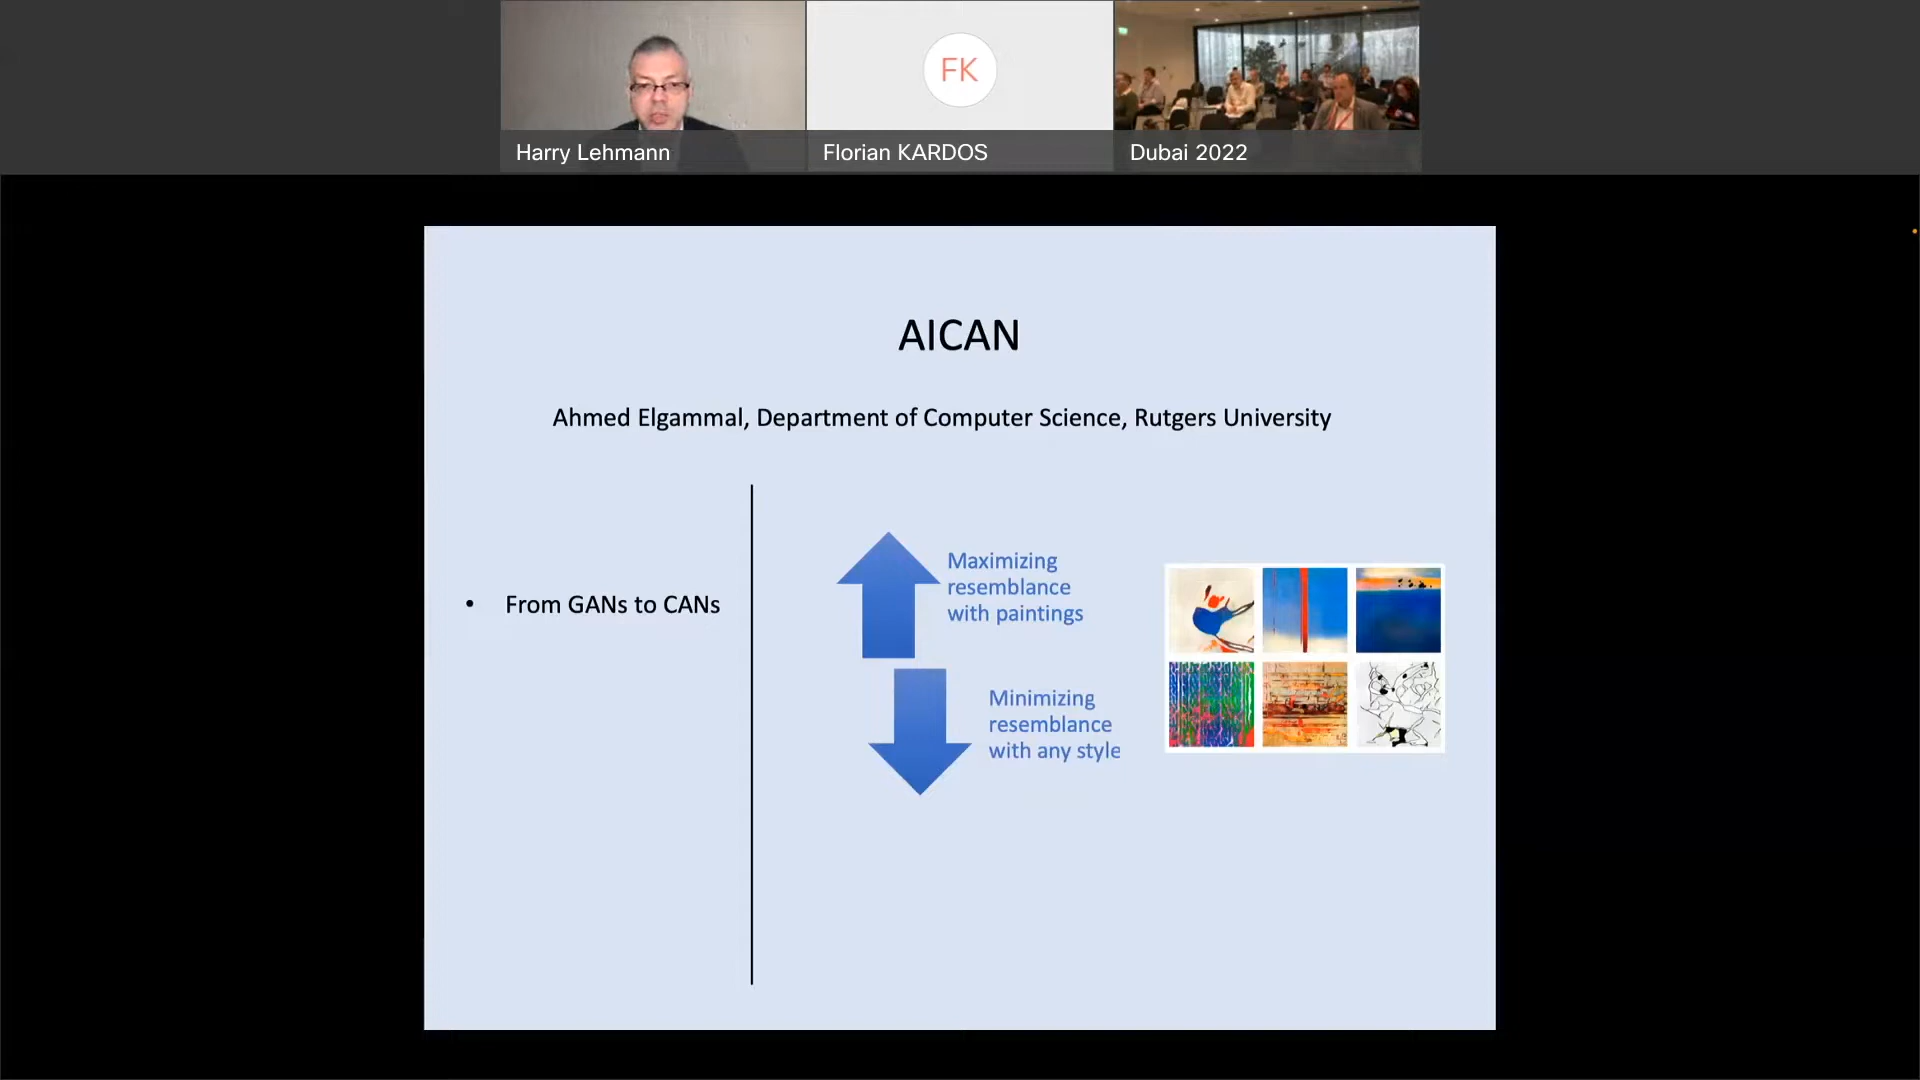 FK
Harry Lehmann
Florian KARDOS
Dubai 2022
AICAN
Ahmed Elgammal, Department of Computer Science, Rutgers University
• From GANs to CANs
Maximizing
resemblance
with paintings
Minimizing
resemblance
with any style